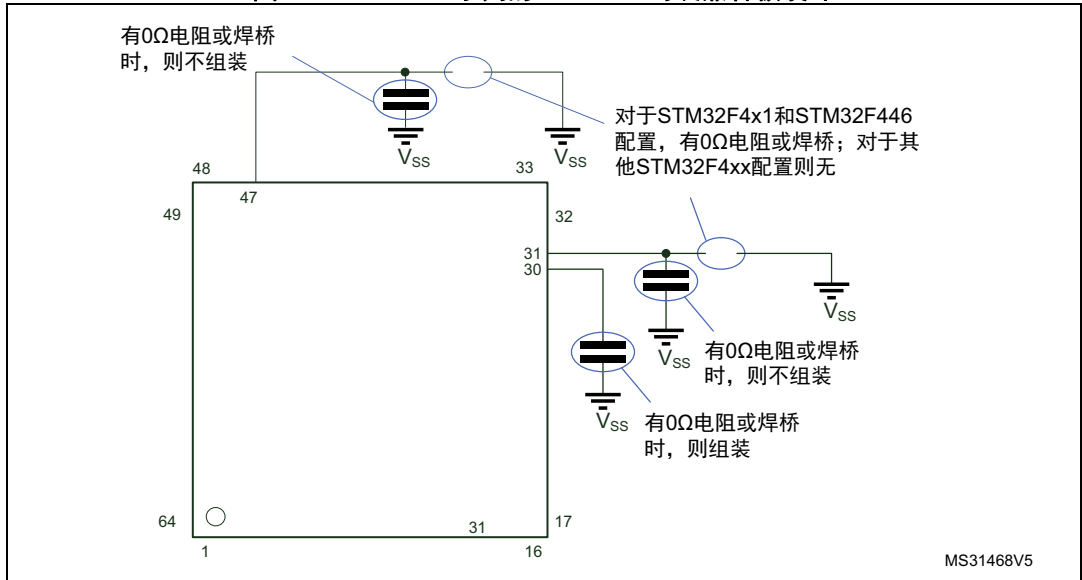 有0Ω电阻或焊桥
时，则不组装
对于STM32F4x1和STM32F446
配置，有0Ω电阻或焊桥；对于其
他STM32F4xx配置则无
VSS
VSS
48
33
47
49
32
31
30
VSS
VSS
有0Ω电阻或焊桥
时，则不组装
VSS
有0Ω电阻或焊桥
时，则组装
64
31
17
1
16
MS31468V5